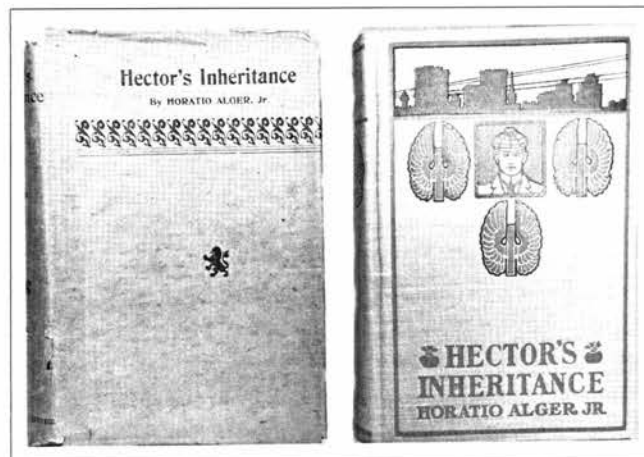 Hector's Inheritance
By HORATIO ALGER, Jr.
HECTOR'S
INHERITANCE
HORATIO ALGER JR